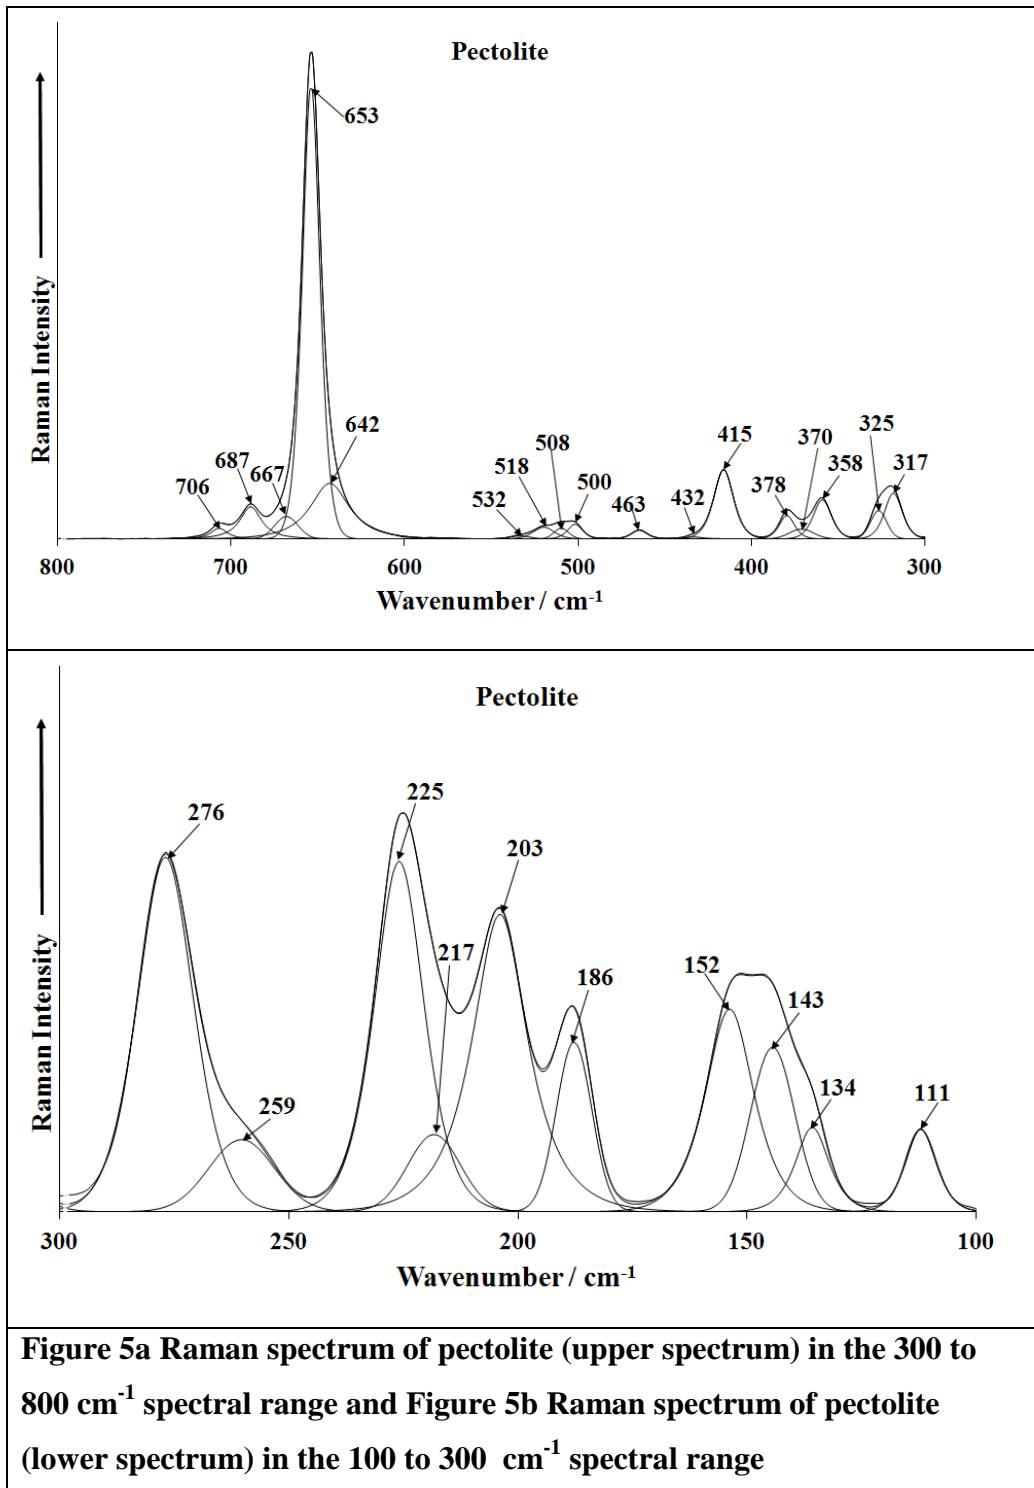 Pectolite
653
642
687
667
706
532
518
508
500
463
432
415
378
370
358
325
317
Raman Intensity
800 700 600 500 400 300
Wavenumber / cm⁻¹
Pectolite
276
259
225
217
203
186
152
143
134
111
Raman Intensity
300 250 200 150 100
Wavenumber / cm⁻¹
Figure 5a Raman spectrum of pectolite (upper spectrum) in the 300 to
800 cm⁻¹ spectral range and Figure 5b Raman spectrum of pectolite
(lower spectrum) in the 100 to 300 cm⁻¹ spectral range